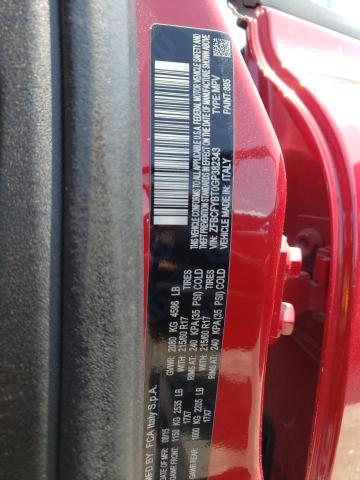 MFD BY: FCA Italy S.p.A.
DATE OF MFR: 08/15 GVWR: 2080 KG 4586 LB
GAWR FRONT: 1150 KG 2535 LB WITH: 215/60 R17 TIRES
17X7 RIMS AT: 240 KPA(35 PSI) COLD
GAWR REAR: 1000 KG 2205 LB WITH: 215/60 R17 TIRES
17X7 RIMS AT: 240 KPA(35 PSI) COLD
THIS VEHICLE CONFORMS TO ALL APPLICABLE U.S.A. FEDERAL MOTOR VEHICLE SAFETY AND
THEFT PREVENTION STANDARDS IN EFFECT ON THE DATE OF MANUFACTURE SHOWN ABOVE.
VIN: ZFBCFYBT0GP382343 TYPE: MPV
VEHICLE MADE IN: ITALY PAINT: 895